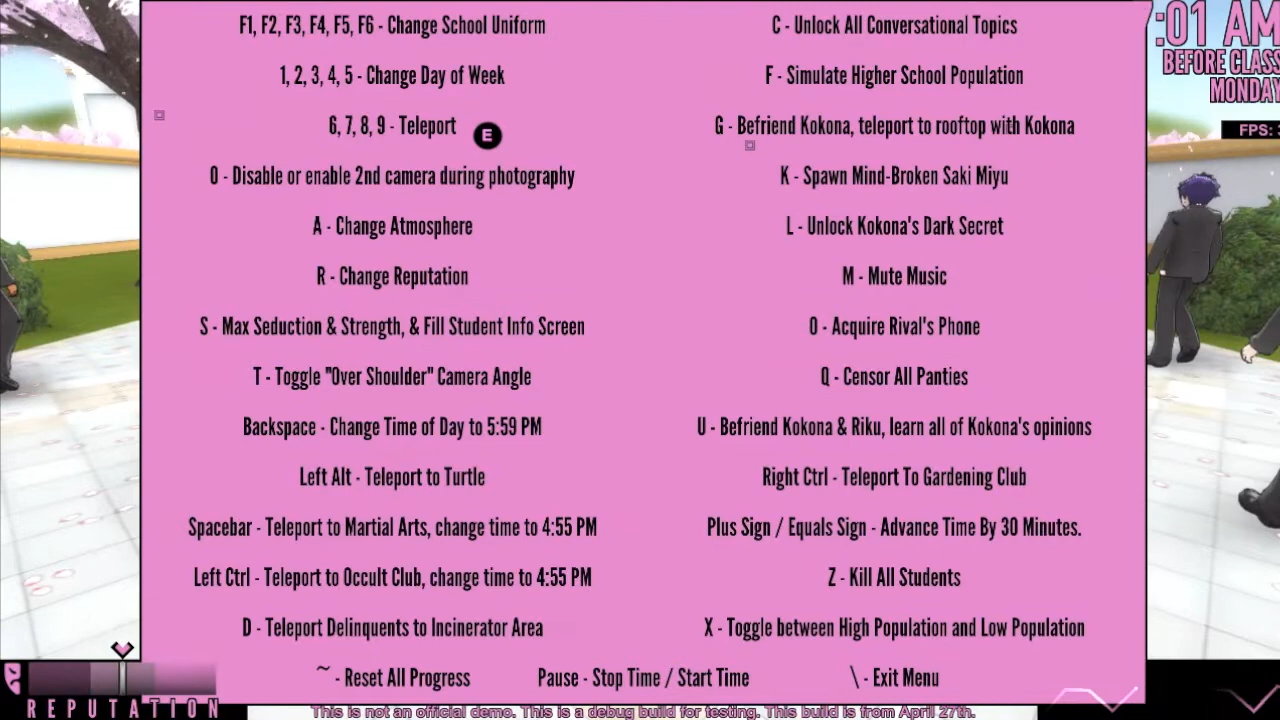 F1, F2, F3, F4, F5, F6 - Change School Uniform
1, 2, 3, 4, 5 - Change Day of Week
6, 7, 8, 9 - Teleport
E
0 - Disable or enable 2nd camera during photography
A - Change Atmosphere
R - Change Reputation
S - Max Seduction & Strength, & Fill Student Info Screen
T - Toggle "Over Shoulder" Camera Angle
Backspace - Change Time of Day to 5:59 PM
Left Alt - Teleport to Turtle
Spacebar - Teleport to Martial Arts, change time to 4:55 PM
Left Ctrl - Teleport to Occult Club, change time to 4:55 PM
D - Teleport Delinquents to Incinerator Area
C - Unlock All Conversational Topics
F - Simulate Higher School Population
G - Befriend Kokona, teleport to rooftop with Kokona
K - Spawn Mind-Broken Saki Miyu
L - Unlock Kokona's Dark Secret
M - Mute Music
O - Acquire Rival's Phone
Q - Censor All Panties
U - Befriend Kokona & Riku, learn all of Kokona's opinions
Right Ctrl - Teleport To Gardening Club
Plus Sign / Equals Sign - Advance Time By 30 Minutes.
Z - Kill All Students
X - Toggle between High Population and Low Population
~ - Reset All Progress
Pause - Stop Time / Start Time
\ - Exit Menu
7:01 AM
BEFORE CLASS
MONDAY
FPS:
REPUTATION
This is not an official demo. This is a debug build for testing. This build is from April 27th.